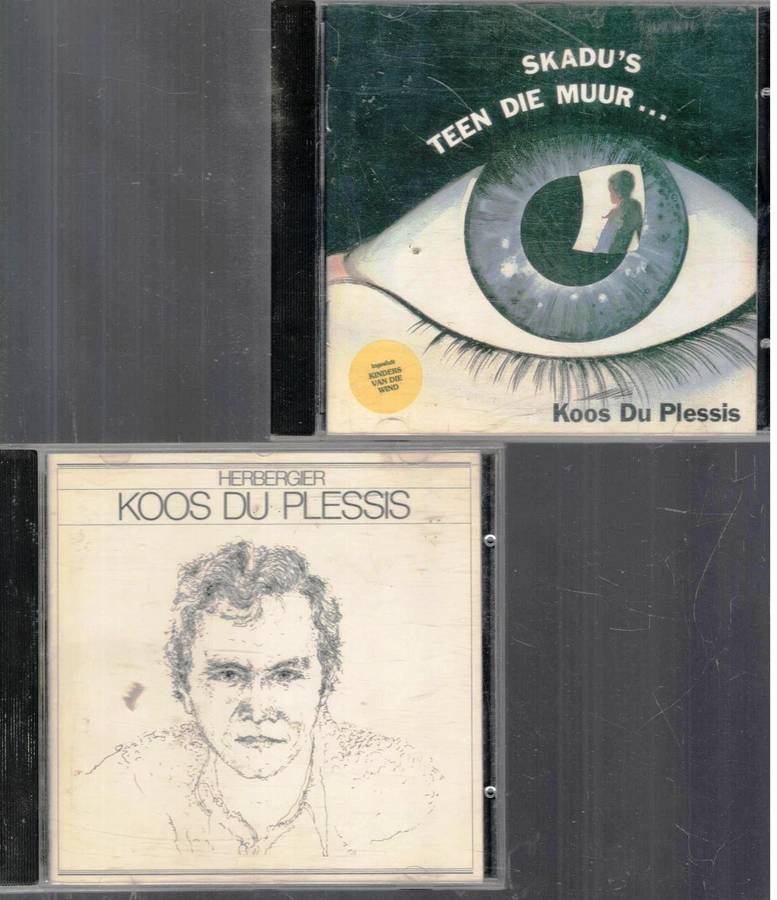 SKADU'S
TEEN DIE MUUR...
Ingesluit:
KINDERS
VAN DIE
WIND
Koos Du Plessis
HERBERGIER
KOOS DU PLESSIS